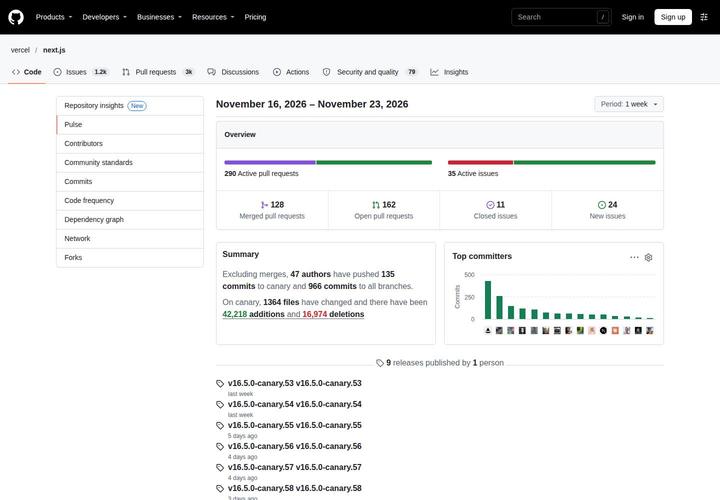 Products Developers Businesses Resources Pricing Search / Sign in Sign up
vercel / next.js
Code Issues 1.2k Pull requests 3k Discussions Actions Security and quality 79 Insights
Repository insights New
Pulse
Contributors
Community standards
Commits
Code frequency
Dependency graph
Network
Forks
November 16, 2026 – November 23, 2026
Period: 1 week
Overview
290 Active pull requests
35 Active issues
128
Merged pull requests
162
Open pull requests
11
Closed issues
24
New issues
Summary
Excluding merges, 47 authors have pushed 135
commits to canary and 966 commits to all branches.
On canary, 1364 files have changed and there have been
42,218 additions and 16,974 deletions
Top committers
Commits
500
250
0
9 releases published by 1 person
v16.5.0-canary.53 v16.5.0-canary.53
last week
v16.5.0-canary.54 v16.5.0-canary.54
last week
v16.5.0-canary.55 v16.5.0-canary.55
5 days ago
v16.5.0-canary.56 v16.5.0-canary.56
4 days ago
v16.5.0-canary.57 v16.5.0-canary.57
4 days ago
v16.5.0-canary.58 v16.5.0-canary.58
3 days ago